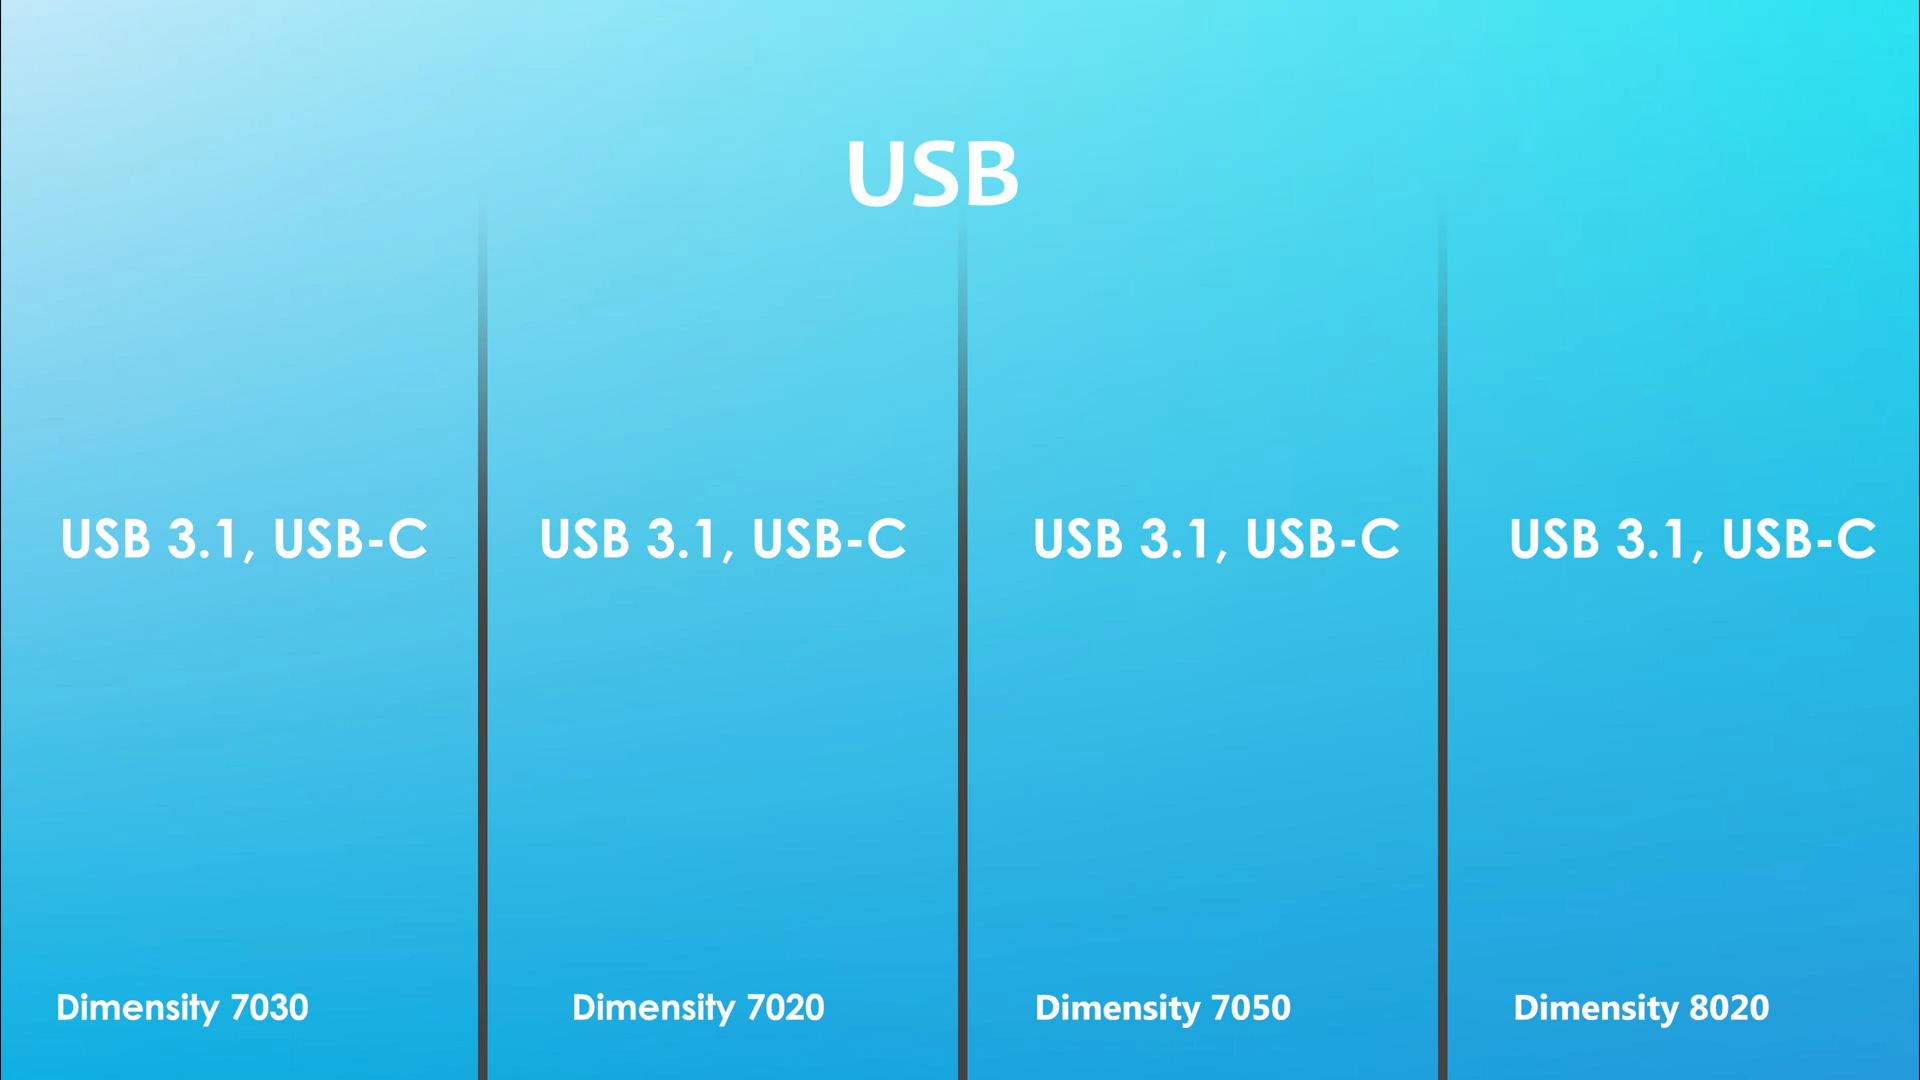 USB
USB 3.1, USB-C
USB 3.1, USB-C
USB 3.1, USB-C
USB 3.1, USB-C
Dimensity 7030
Dimensity 7020
Dimensity 7050
Dimensity 8020